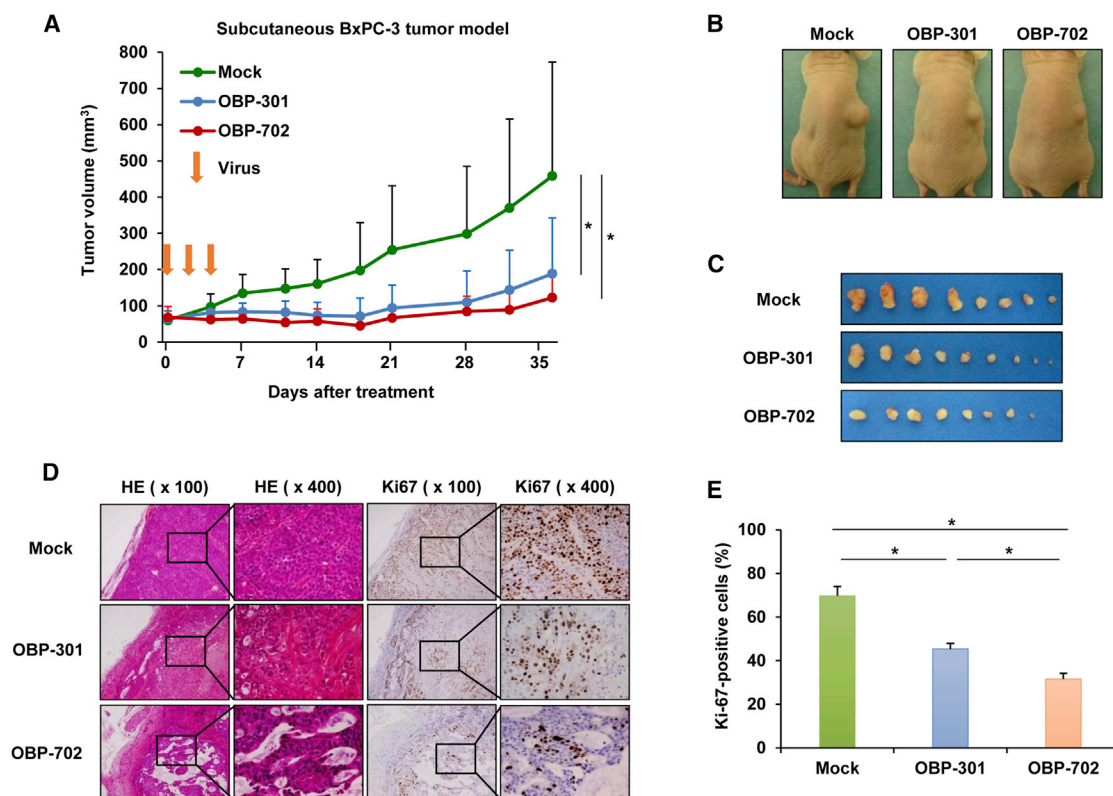 A
Subcutaneous BxPC-3 tumor model
Tumor volume (mm³)
800
700
600
500
400
300
200
100
0
Mock
OBP-301
OBP-702
Virus
*
*
0 7 14 21 28 35
Days after treatment
B
Mock OBP-301 OBP-702
C
Mock
OBP-301
OBP-702
D
HE ( x 100) HE ( x 400) Ki67 ( x 100) Ki67 ( x 400)
Mock
OBP-301
OBP-702
E
Ki-67-positive cells (%)
100
80
60
40
20
0
*
* *
Mock OBP-301 OBP-702